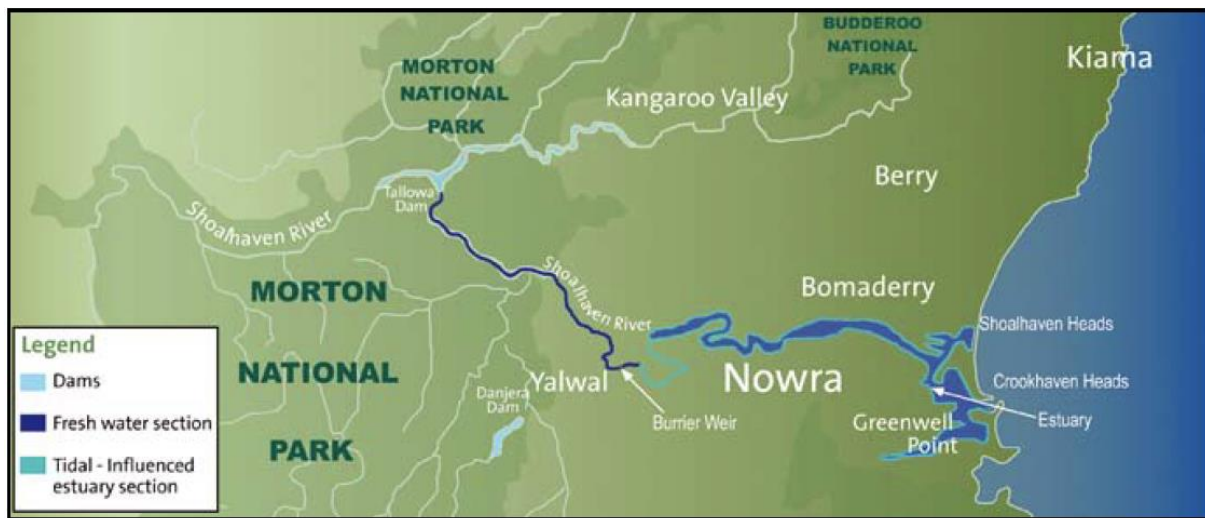 BUDDEROO
NATIONAL
PARK
Kiama
MORTON
NATIONAL
PARK
Kangaroo Valley
Berry
Tallowa
Dam
Shoalhaven River
MORTON
NATIONAL
PARK
Shoalhaven River
Bomaderry
Shoalhaven Heads
Nowra
Crookhaven Heads
Yalwal
Danjera
Dam
Burrier Weir
Greenwell
Point
Estuary
Legend
Dams
Fresh water section
Tidal - Influenced
estuary section